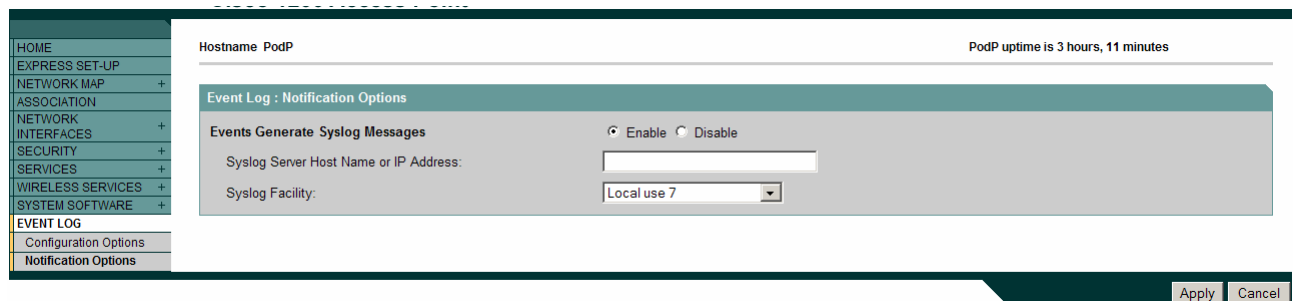 HOME
EXPRESS SET-UP
NETWORK MAP +
ASSOCIATION
NETWORK
INTERFACES +
SECURITY +
SERVICES +
WIRELESS SERVICES +
SYSTEM SOFTWARE +
EVENT LOG
Configuration Options
Notification Options
Hostname PodP
PodP uptime is 3 hours, 11 minutes
Event Log : Notification Options
Events Generate Syslog Messages
Enable Disable
Syslog Server Host Name or IP Address:
Syslog Facility:
Local use 7
Apply Cancel